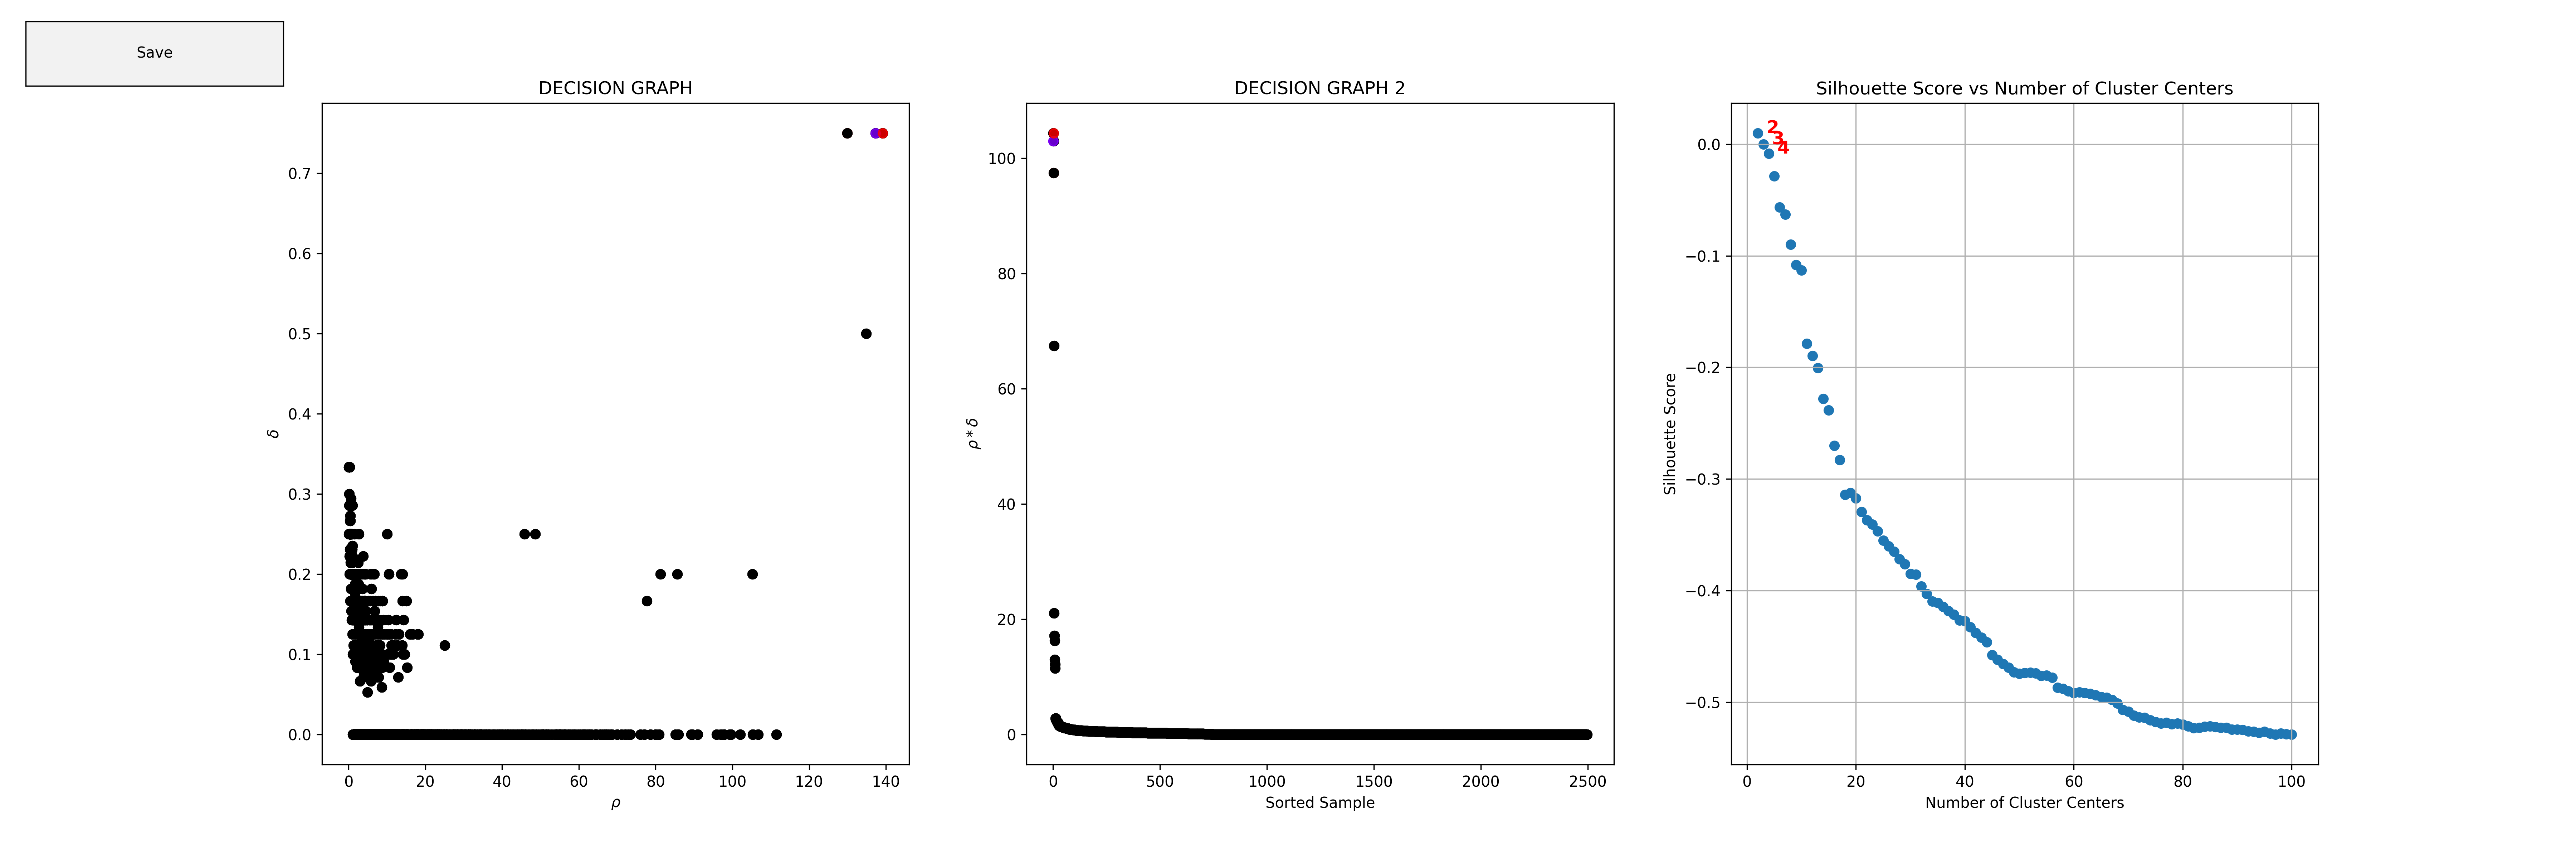 Save
DECISION GRAPH
0.7
0.6
0.5
0.4
0.3
0.2
0.1
0.0
δ
0 20 40 60 80 100 120 140
ρ
DECISION GRAPH 2
100
80
60
40
20
0
ρ * δ
0 500 1000 1500 2000 2500
Sorted Sample
Silhouette Score vs Number of Cluster Centers
2
3
4
0.0
−0.1
−0.2
−0.3
−0.4
−0.5
Silhouette Score
0 20 40 60 80 100
Number of Cluster Centers